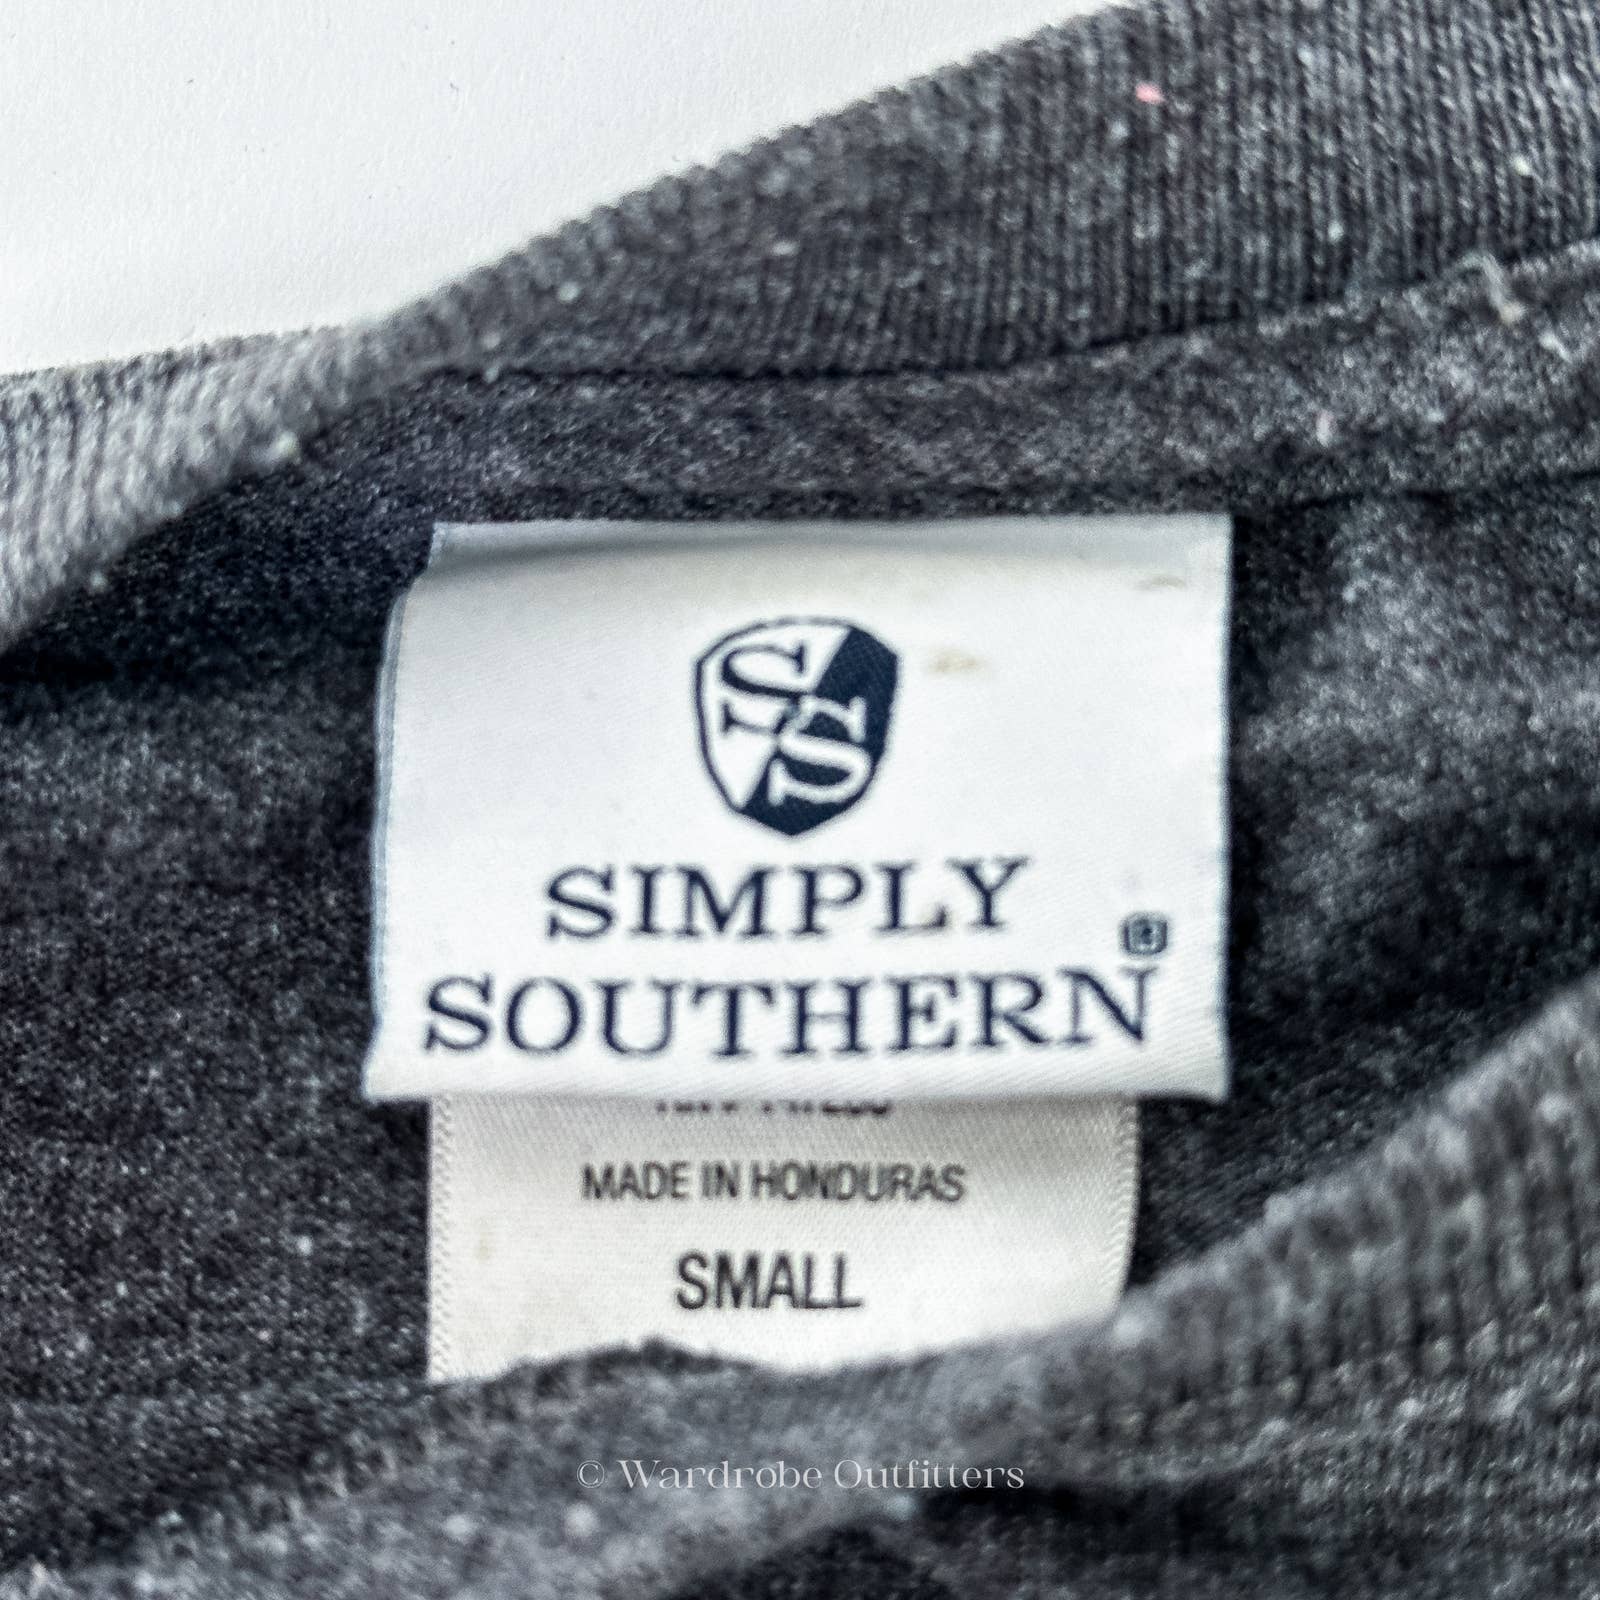 SS
SIMPLY
SOUTHERN®
MADE IN HONDURAS
SMALL
© Wardrobe Outfitters